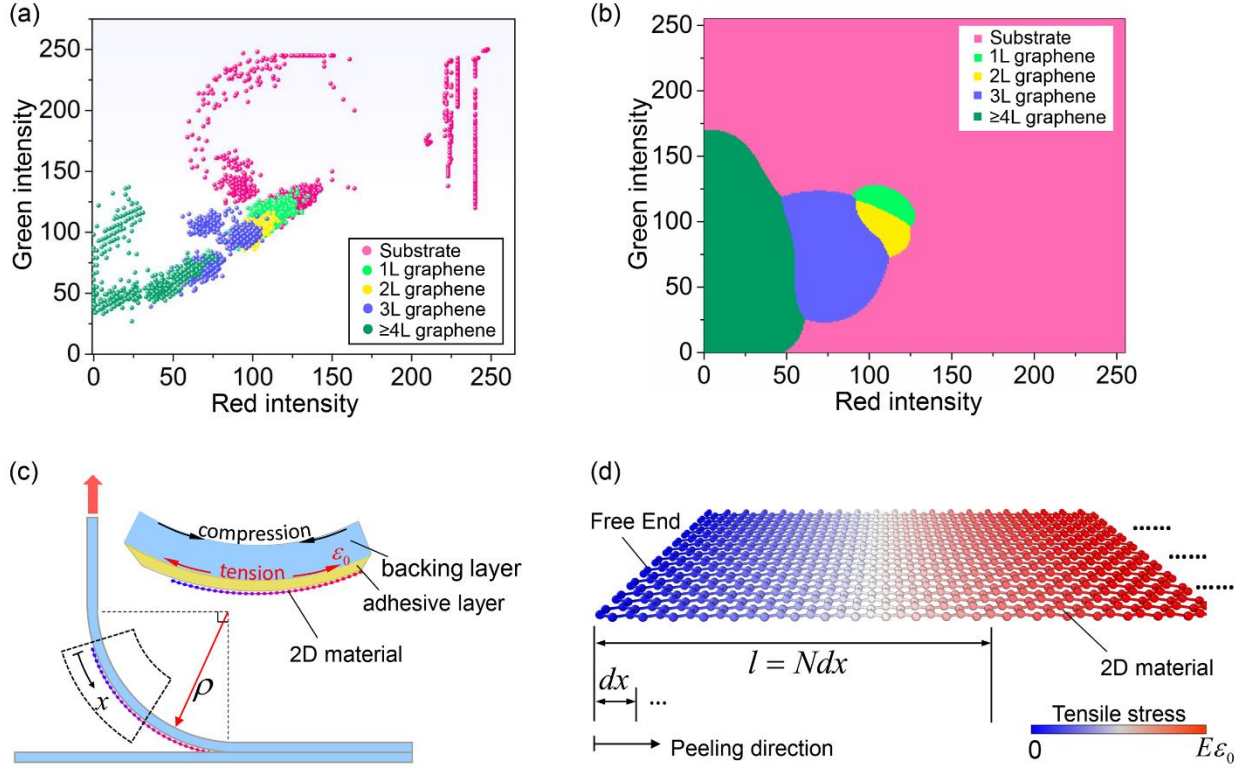 (a)
Green intensity
250
200
150
100
50
0
0 50 100 150 200 250
Red intensity
Substrate
1L graphene
2L graphene
3L graphene
≥4L graphene
(b)
Green intensity
250
200
150
100
50
0
0 50 100 150 200 250
Red intensity
Substrate
1L graphene
2L graphene
3L graphene
≥4L graphene
(c)
compression
ε₀
tension
backing layer
adhesive layer
2D material
x
ρ
(d)
Free End
......
......
......
l = Ndx
2D material
dx
...
Peeling direction
Tensile stress
0 Eε₀